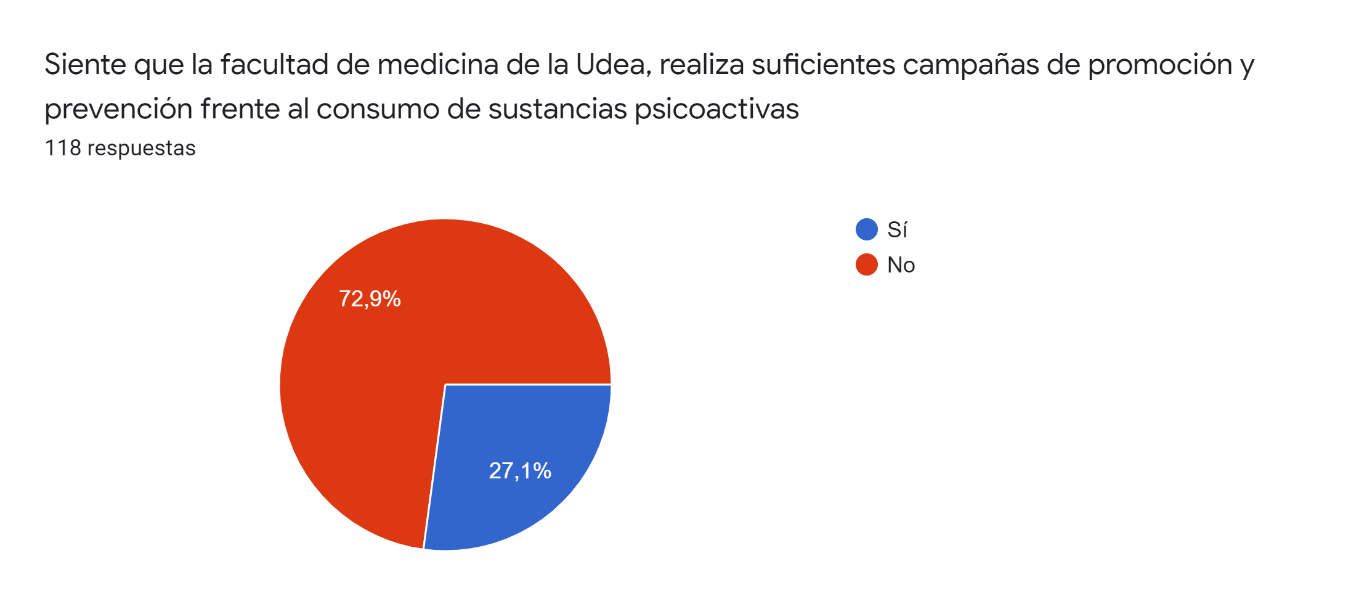 Siente que la facultad de medicina de la Udea, realiza suficientes campañas de promoción y
prevención frente al consumo de sustancias psicoactivas
118 respuestas
Sí
No
72,9%
27,1%